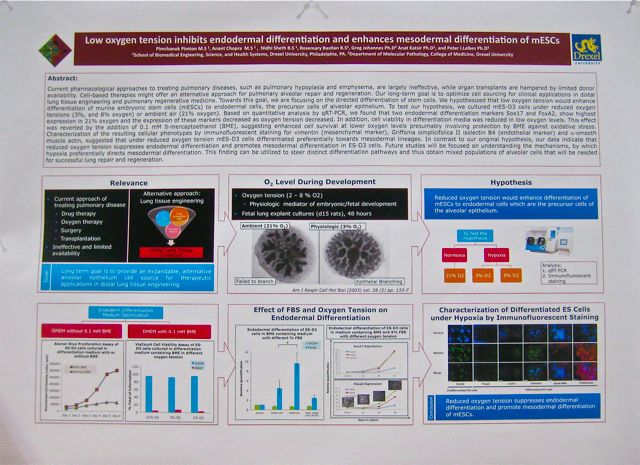 Low oxygen tension inhibits endodermal differentiation and enhances mesodermal differentiation of mESCs
Pimchanok Pimton M.S ¹, Anant Chopra M.S ¹, Nidhi Sheth B.S ¹, Rosemary Bastian B.S¹, Greg Johannes Ph.D² Anat Katsir Ph.D¹, and Peter I.Lelkes Ph.D¹
¹School of Biomedical Engineering, Science, and Health Systems, Drexel University, Philadelphia, PA. ²Department of Molecular Pathology, College of Medicine, Drexel University
Drexel
UNIVERSITY
Abstract:
Current pharmacological approaches to treating pulmonary diseases, such as pulmonary hypoplasia and emphysema, are largely ineffective, while organ transplants are hampered by limited donor
availability. Cell-based therapies might offer an alternative approach for pulmonary alveolar repair and regeneration. Our long-term goal is to optimize cell sourcing for clinical applications in distal
lung tissue engineering and pulmonary regenerative medicine. Towards this goal, we are focusing on the directed differentiation of stem cells. We hypothesized that low oxygen tension would enhance
differentiation of murine embryonic stem cells (mESCs) to endodermal cells, the precursor cells of alveolar epithelium. To test our hypothesis, we cultured mES-D3 cells under reduced oxygen
tensions (3%, and 8% oxygen) or ambient air (21% oxygen). Based on quantitative analysis by qRT-PCR, we found that two endodermal differentiation markers Sox17 and FoxA2, show highest
expression in 21% oxygen and the expression of these markers decreased as oxygen decreased. In addition, cell viability in differentiation media was reduced in low oxygen levels. This effect
was reverted by the addition of 0.1 mM ß-mercaptoethanol (BME), suggesting enhanced cell survival at lower oxygen levels presumably involving protection by BME against oxidative stress.
Characterization of the resulting cellular phenotypes by immunofluorescent staining for vimentin (mesenchymal marker), Griffonia simplicifolia II selectin B4 (endothelial marker) and α-smooth
muscle actin, suggested that under reduced oxygen tension mES-D3 cells differentiated preferentially towards mesodermal lineages. In contrast to our original hypothesis, our data indicate that
reduced oxygen tension suppresses endodermal differentiation and promotes mesodermal differentiation in ES-D3 cells. Future studies will be focused on understanding the mechanisms, by which
hypoxia preferentially directs mesodermal differentiation. This finding can be utilized to steer distinct differentiation pathways and thus obtain mixed populations of alveolar cells that will be needed
for successful lung repair and regeneration.
Relevance
• Current approach of
treating pulmonary disease
• Drug therapy
• Oxygen therapy
• Surgery
• Transplantation
• Ineffective and limited
availability
Alternative approach:
Lung tissue engineering
Goal
Long term goal is to provide an expandable, alternative
alveolar epithelium cell source for therapeutic
applications in distal lung tissue engineering.
O₂ Level During Development
• Oxygen tension (2 – 8 % O2)
• Physiologic mediator of embryonic/fetal development
• Fetal lung explant cultures (d15 rats), 48 hours
Ambient (21% O₂)
Physiologic (3% O₂)
Failed to branch
Epithelial Branching
Am J Respir Cell Mol Biol (2003) vol. 28 (2) pp. 133-7
Hypothesis
Reduced oxygen tension would enhance differentiation of
mESCs to endodermal cells which are the precursor cells of
the alveolar epithelium.
To Test the
Hypothesis
Normoxia
Hypoxia
21% O2
3% O2
Analysis:
1. qRT-PCR
2. Immunofluorescent
staining
Endoderm Differentiation
Medium Optimization
DMEM without 0.1 mM BME
DMEM with 0.1 mM BME
Alamar Blue Proliferation Assay of
ES-D3 cells cultured in
differentiation medium with or
without BME
ViaCount Cell Viability Assay of ES-
D3 cells cultured in differentiation
medium containing BME in different
oxygen tension
Effect of FBS and Oxygen Tension on
Endodermal Differentiation
Endodermal differentiation of ES-D3
cells in BME containing medium
with different % FBS
Endodermal differentiation of ES-D3 cells
in medium containing BME and 5% FBS
with different oxygen tension
Characterization of Differentiated ES Cells
under Hypoxia by Immunofluorescent Staining
Conclusion
Reduced oxygen tension suppresses endodermal
differentiation and promote mesodermal differentiation
of mESCs.